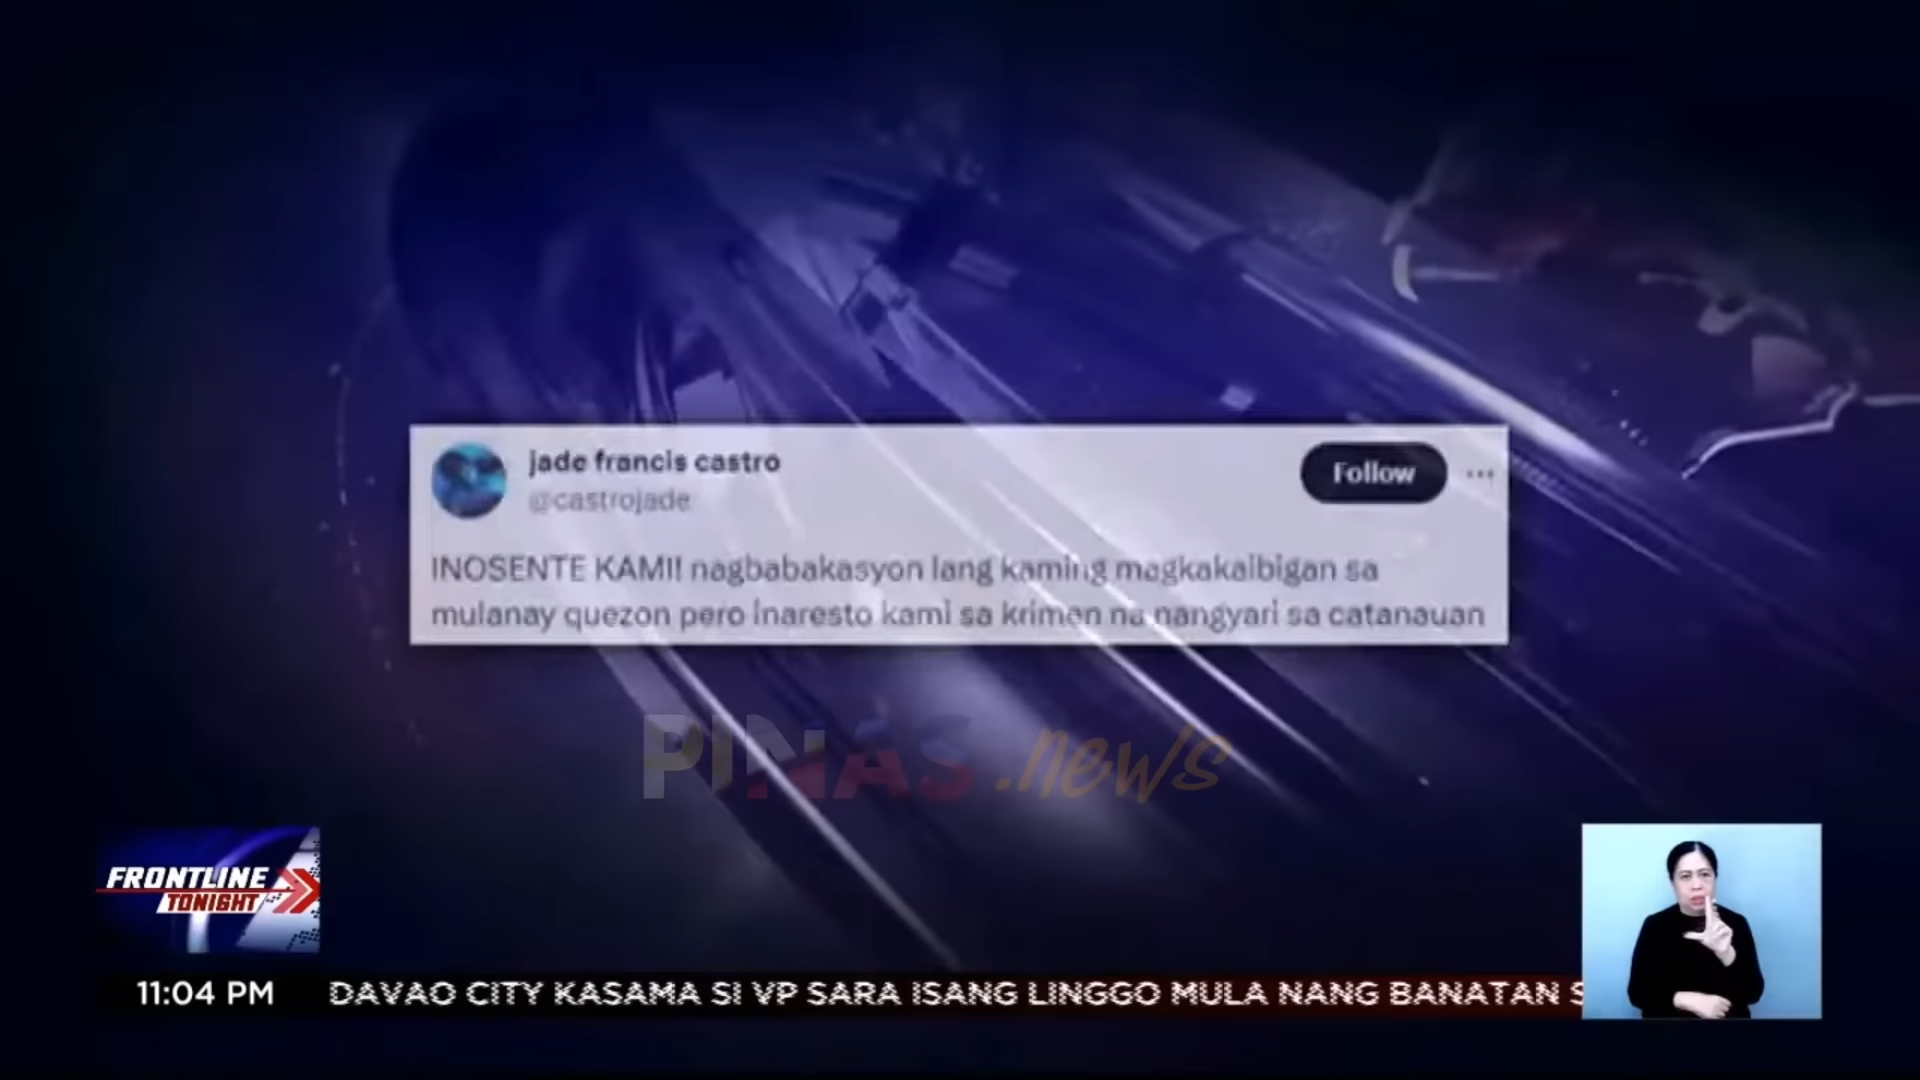 jade francis castro
@castrojade
Follow ...
INOSENTE KAMI! nagbabakasyon lang kaming magkakaibigan sa
mulanay quezon pero inaresto kami sa krimen na nangyari sa catanauan
PINAS.news
FRONTLINE
TONIGHT
11:04 PM DAVAO CITY KASAMA SI VP SARA ISANG LINGGO MULA NANG BANATAN S